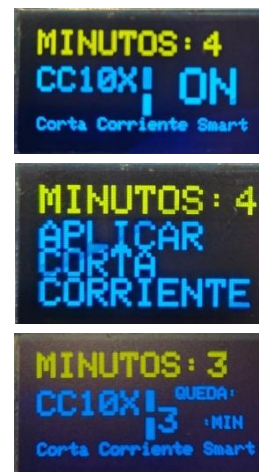 MINUTOS: 4
CC10X ON
Corta Corriente Smart
MINUTOS: 4
APLICAR
CORTA
CORRIENTE
MINUTOS: 3
CC10X QUEDA:
3 :MIN
Corta Corriente Smart